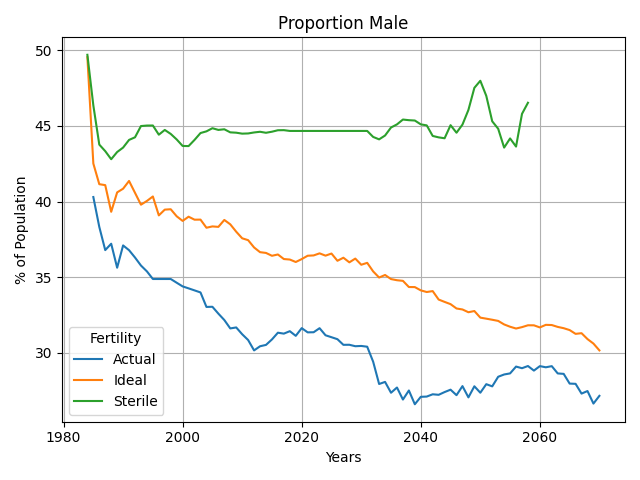 Proportion Male
% of Population
50
45
40
35
30
Fertility
Actual
Ideal
Sterile
1980
2000
2020
2040
2060
Years